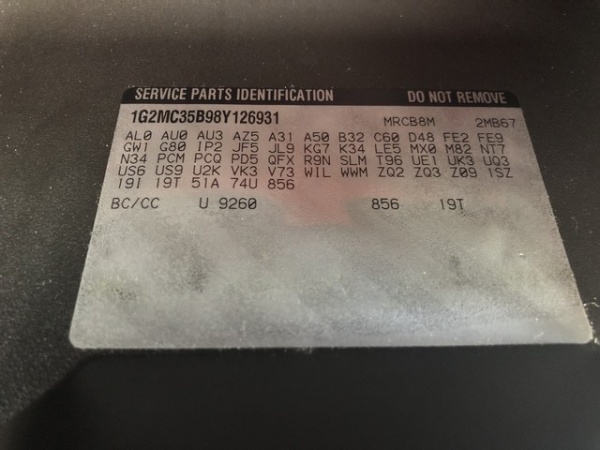 SERVICE PARTS IDENTIFICATION DO NOT REMOVE
1G2MC35B98Y126931 MRCB8M 2MB67
AL0 AU0 AU3 AZ5 A31 A50 B32 C60 D48 FE2 FE9
GW1 G80 IP2 JF5 JL9 KG7 K34 LE5 MX0 M82 NT7
N34 PCM PCQ PD5 QFX R9N SLM T96 UE1 UK3 UQ3
US6 US9 U2K VK3 V73 WIL WWM ZQ2 ZQ3 Z09 1SZ
19I 19T 51A 74U 856
BC/CC U 9260 856 19T